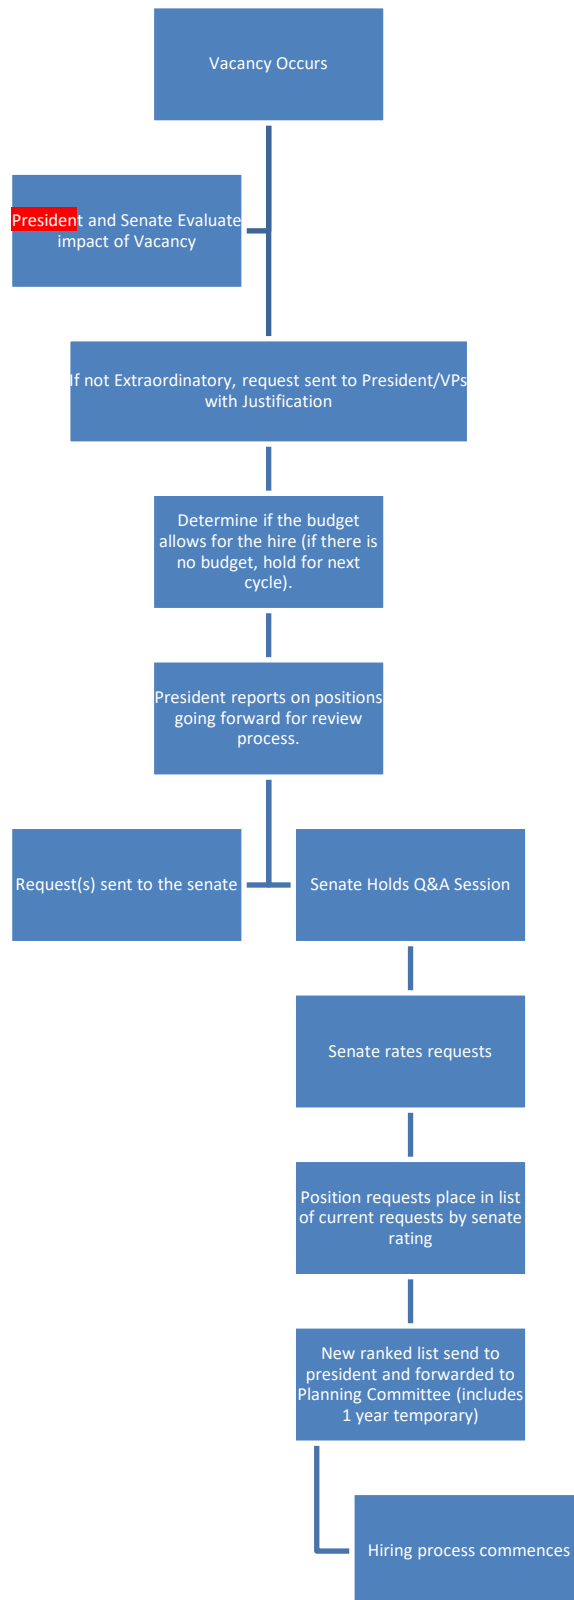 Vacancy Occurs
President and Senate Evaluate
impact of Vacancy
If not Extraordinatory, request sent to President/VPs
with Justification
Determine if the budget
allows for the hire (if there is
no budget, hold for next
cycle).
President reports on positions
going forward for review
process.
Request(s) sent to the senate
Senate Holds Q&A Session
Senate rates requests
Position requests place in list
of current requests by senate
rating
New ranked list send to
president and forwarded to
Planning Committee (includes
1 year temporary)
Hiring process commences